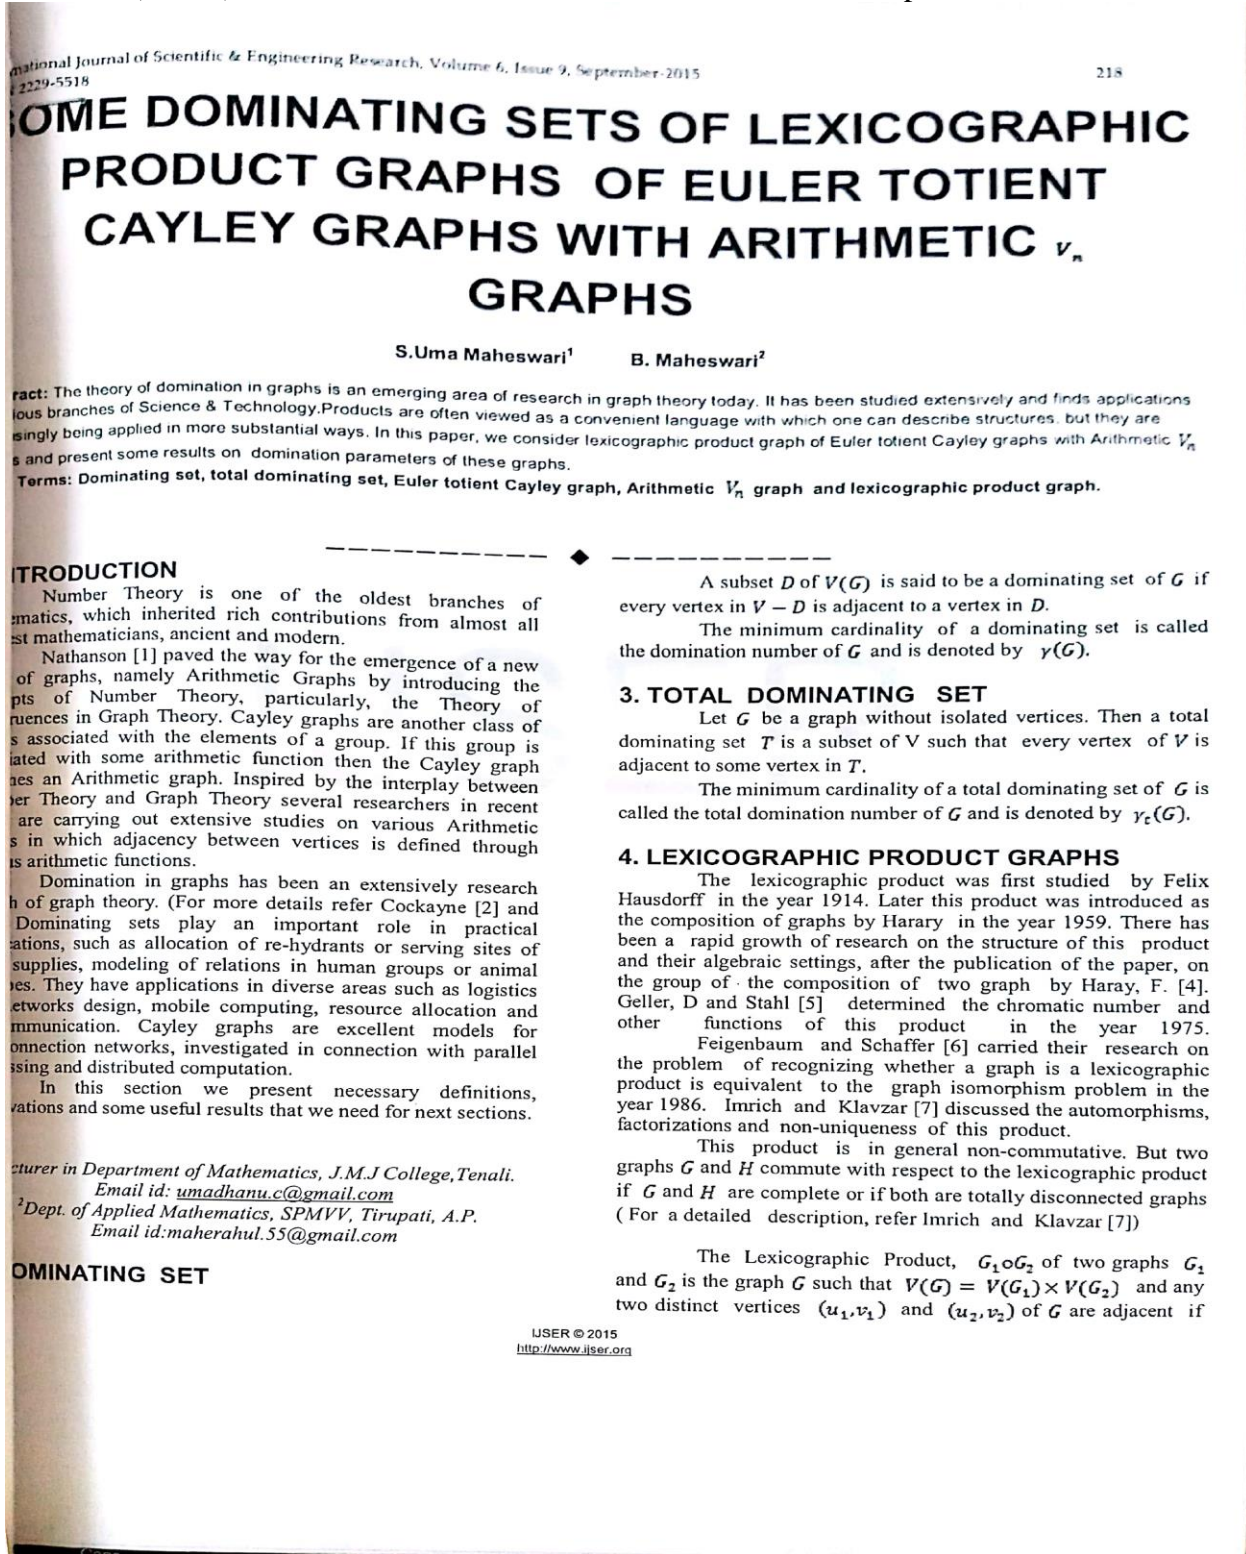 national Journal of Scientific & Engineering Research, Volume 6, Issue 9, September-2015 218
2229-5518
OME DOMINATING SETS OF LEXICOGRAPHIC
PRODUCT GRAPHS OF EULER TOTIENT
CAYLEY GRAPHS WITH ARITHMETIC Vn
GRAPHS
S.Uma Maheswari¹ B. Maheswari²
ract: The theory of domination in graphs is an emerging area of research in graph theory today. It has been studied extensively and finds applications
ious branches of Science & Technology.Products are often viewed as a convenient language with which one can describe structures, but they are
singly being applied in more substantial ways. In this paper, we consider lexicographic product graph of Euler totient Cayley graphs with Arithmetic Vn
s and present some results on domination parameters of these graphs.
Terms: Dominating set, total dominating set, Euler totient Cayley graph, Arithmetic Vn graph and lexicographic product graph.
TRODUCTION
Number Theory is one of the oldest branches of
ematics, which inherited rich contributions from almost all
est mathematicians, ancient and modern.
Nathanson [1] paved the way for the emergence of a new
of graphs, namely Arithmetic Graphs by introducing the
pts of Number Theory, particularly, the Theory of
ruences in Graph Theory. Cayley graphs are another class of
s associated with the elements of a group. If this group is
iated with some arithmetic function then the Cayley graph
nes an Arithmetic graph. Inspired by the interplay between
er Theory and Graph Theory several researchers in recent
are carrying out extensive studies on various Arithmetic
s in which adjacency between vertices is defined through
us arithmetic functions.
Domination in graphs has been an extensively research
h of graph theory. (For more details refer Cockayne [2] and
Dominating sets play an important role in practical
cations, such as allocation of re-hydrants or serving sites of
supplies, modeling of relations in human groups or animal
es. They have applications in diverse areas such as logistics
etworks design, mobile computing, resource allocation and
mmunication. Cayley graphs are excellent models for
onnection networks, investigated in connection with parallel
ssing and distributed computation.
In this section we present necessary definitions,
vations and some useful results that we need for next sections.
cturer in Department of Mathematics, J.M.J College,Tenali.
Email id: umadhanu.c@gmail.com
²Dept. of Applied Mathematics, SPMVV, Tirupati, A.P.
Email id:maherahul.55@gmail.com
OMINATING SET
A subset D of V(G) is said to be a dominating set of G if
every vertex in V − D is adjacent to a vertex in D.
The minimum cardinality of a dominating set is called
the domination number of G and is denoted by γ(G).
3. TOTAL DOMINATING SET
Let G be a graph without isolated vertices. Then a total
dominating set T is a subset of V such that every vertex of V is
adjacent to some vertex in T.
The minimum cardinality of a total dominating set of G is
called the total domination number of G and is denoted by γt(G).
4. LEXICOGRAPHIC PRODUCT GRAPHS
The lexicographic product was first studied by Felix
Hausdorff in the year 1914. Later this product was introduced as
the composition of graphs by Harary in the year 1959. There has
been a rapid growth of research on the structure of this product
and their algebraic settings, after the publication of the paper, on
the group of the composition of two graph by Haray, F. [4].
Geller, D and Stahl [5] determined the chromatic number and
other functions of this product in the year 1975.
Feigenbaum and Schaffer [6] carried their research on
the problem of recognizing whether a graph is a lexicographic
product is equivalent to the graph isomorphism problem in the
year 1986. Imrich and Klavzar [7] discussed the automorphisms,
factorizations and non-uniqueness of this product.
This product is in general non-commutative. But two
graphs G and H commute with respect to the lexicographic product
if G and H are complete or if both are totally disconnected graphs
( For a detailed description, refer Imrich and Klavzar [7])
The Lexicographic Product, G₁oG₂ of two graphs G₁
and G₂ is the graph G such that V(G) = V(G₁)×V(G₂) and any
two distinct vertices (u₁,v₁) and (u₂,v₂) of G are adjacent if
IJSER © 2015
http://www.ijser.org